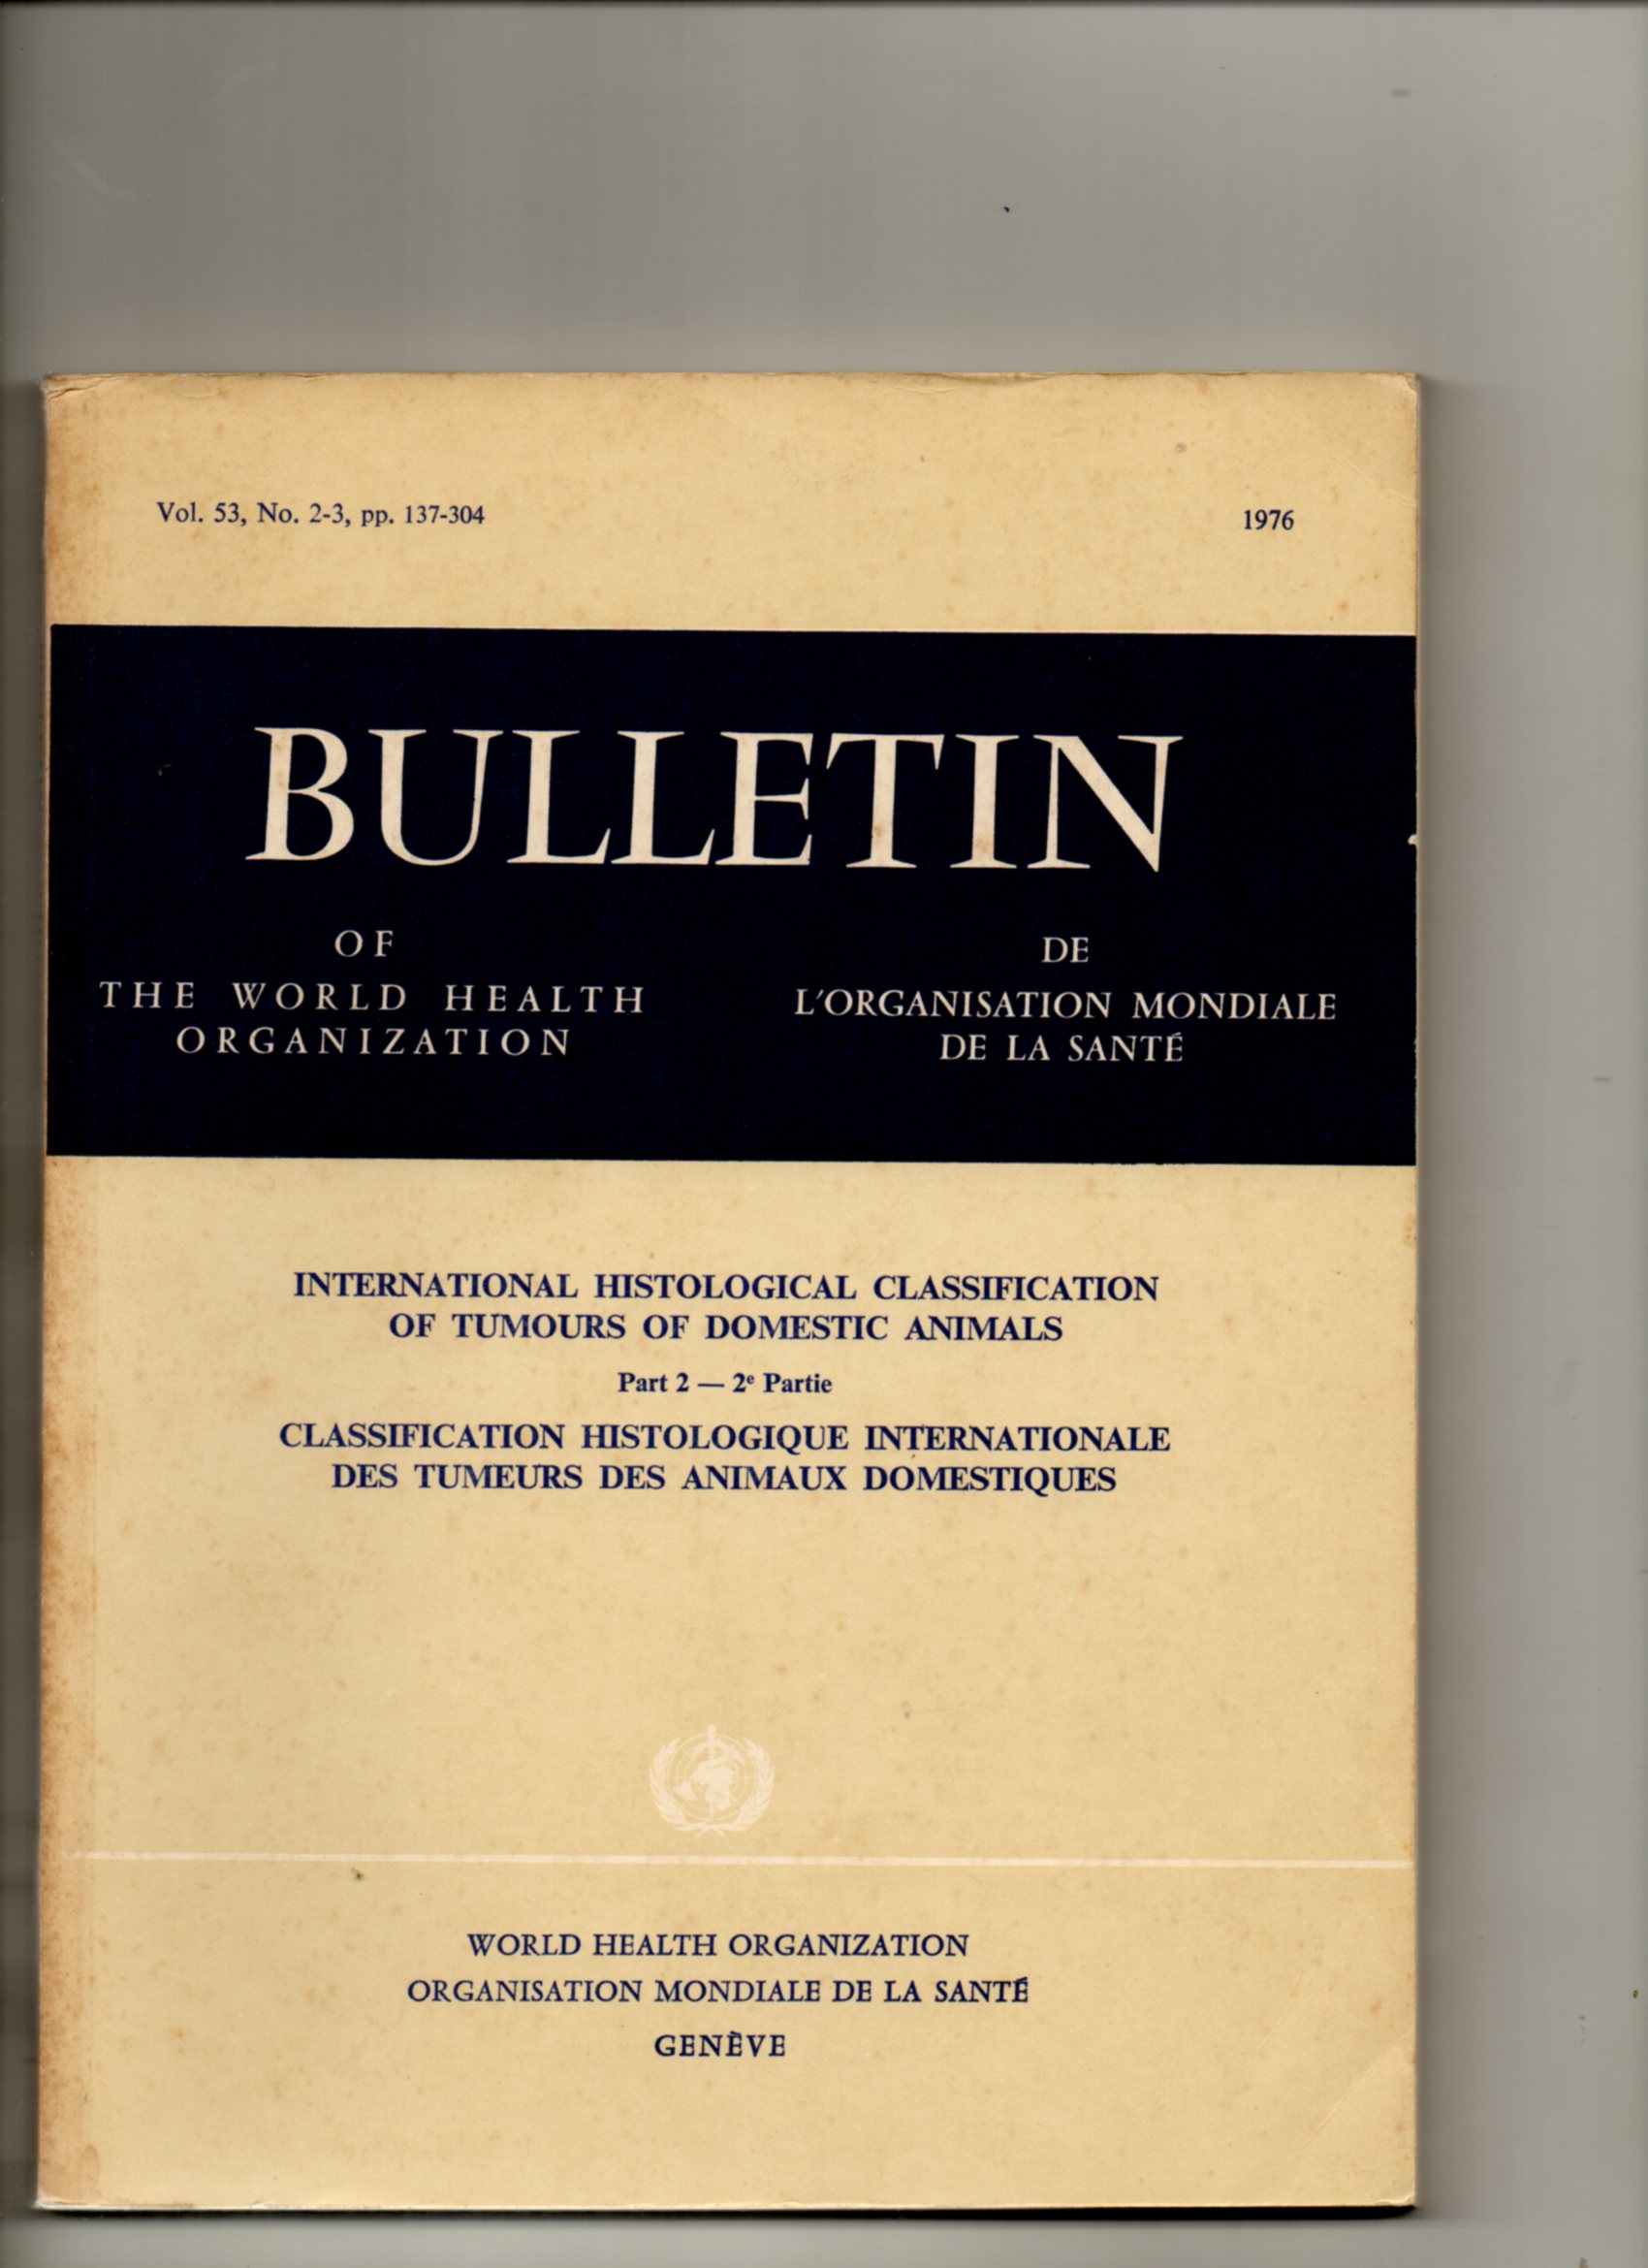 Vol. 53, No. 2-3, pp. 137-304
1976
BULLETIN
OF
THE WORLD HEALTH
ORGANIZATION
DE
L'ORGANISATION MONDIALE
DE LA SANTÉ
INTERNATIONAL HISTOLOGICAL CLASSIFICATION
OF TUMOURS OF DOMESTIC ANIMALS
Part 2 — 2e Partie
CLASSIFICATION HISTOLOGIQUE INTERNATIONALE
DES TUMEURS DES ANIMAUX DOMESTIQUES
WORLD HEALTH ORGANIZATION
ORGANISATION MONDIALE DE LA SANTÉ
GENÈVE